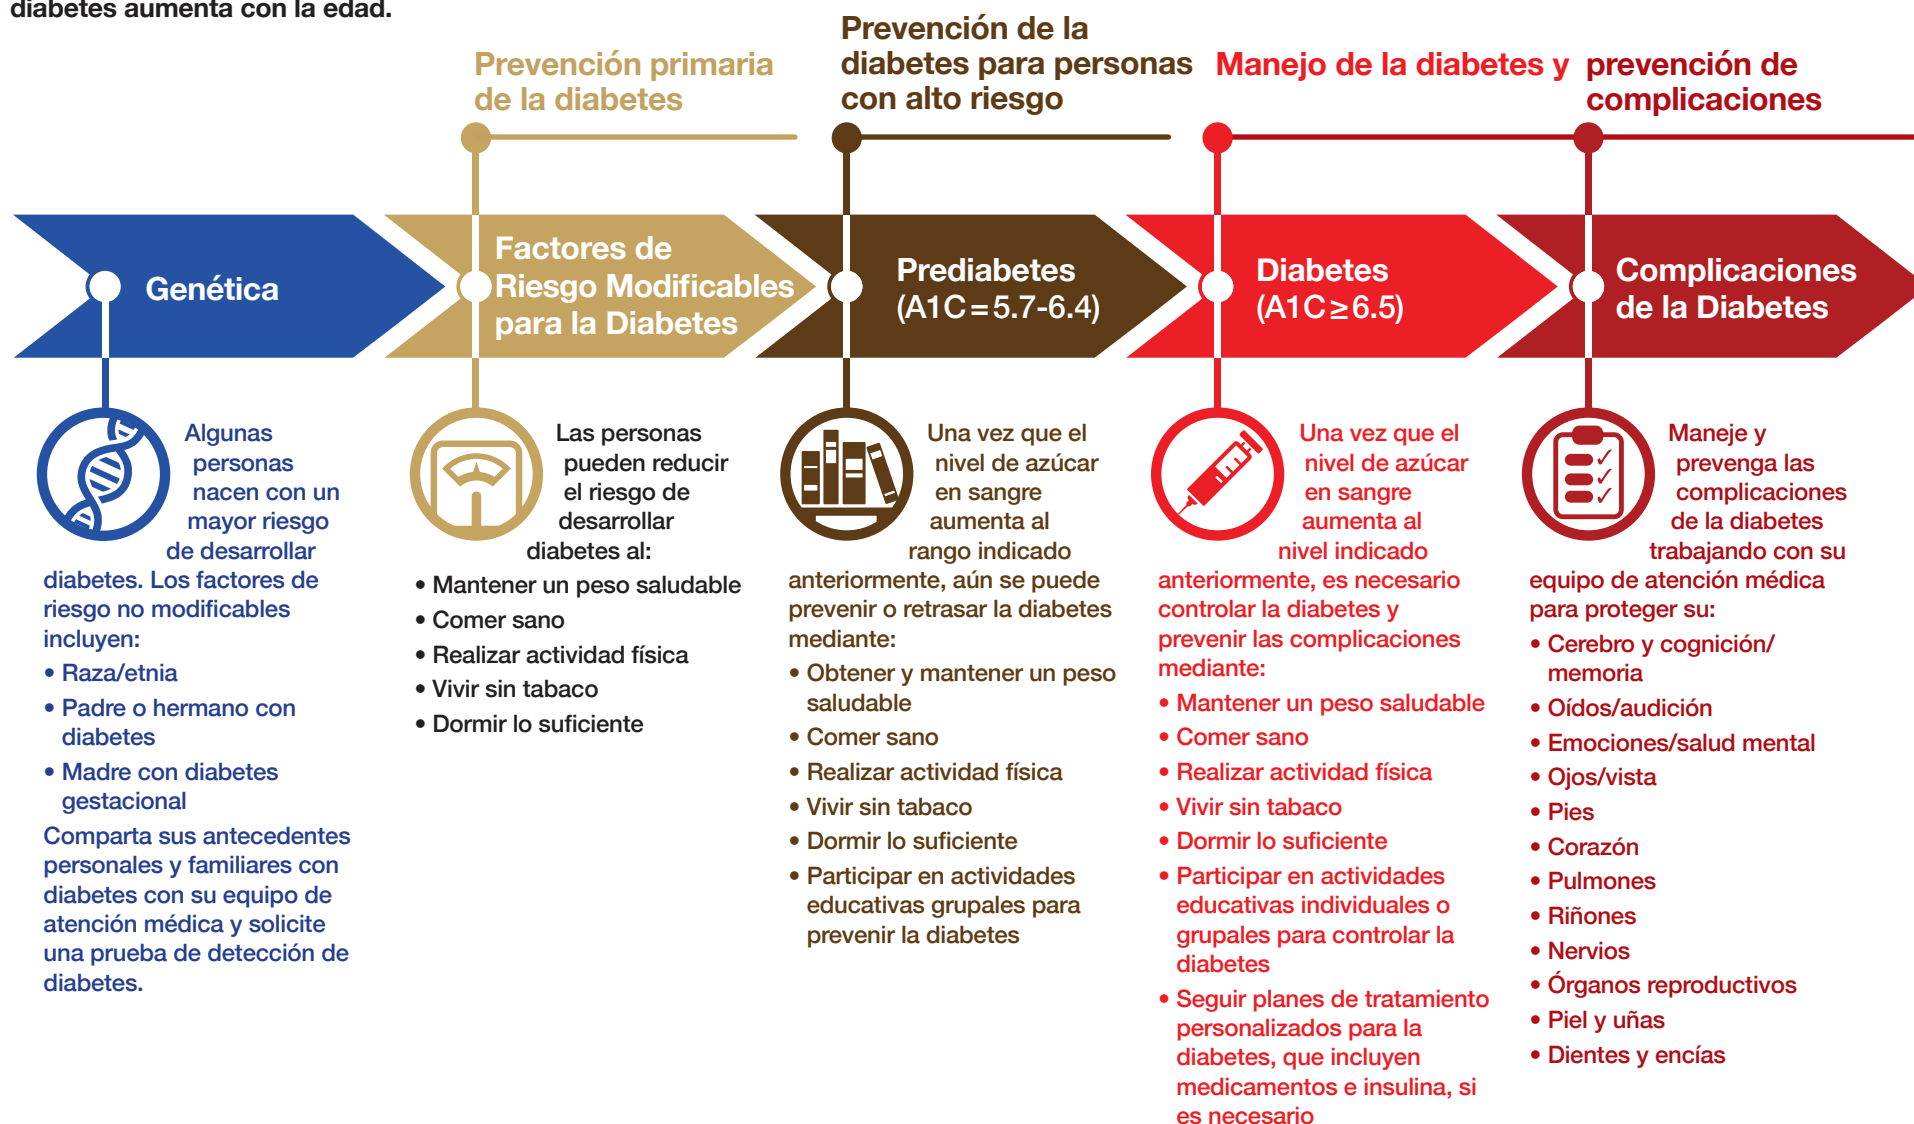 diabetes aumenta con la edad.
Prevención primaria
de la diabetes
Prevención de la
diabetes para personas
con alto riesgo
Manejo de la diabetes y prevención de
complicaciones
Genética
Factores de
Riesgo Modificables
para la Diabetes
Prediabetes
(A1C=5.7-6.4)
Diabetes
(A1C≥6.5)
Complicaciones
de la Diabetes
Algunas
personas
nacen con un
mayor riesgo
de desarrollar
diabetes. Los factores de
riesgo no modificables
incluyen:
• Raza/etnia
• Padre o hermano con
diabetes
• Madre con diabetes
gestacional
Comparta sus antecedentes
personales y familiares con
diabetes con su equipo de
atención médica y solicite
una prueba de detección de
diabetes.
Las personas
pueden reducir
el riesgo de
desarrollar
diabetes al:
• Mantener un peso saludable
• Comer sano
• Realizar actividad física
• Vivir sin tabaco
• Dormir lo suficiente
Una vez que el
nivel de azúcar
en sangre
aumenta al
rango indicado
anteriormente, aún se puede
prevenir o retrasar la diabetes
mediante:
• Obtener y mantener un peso
saludable
• Comer sano
• Realizar actividad física
• Vivir sin tabaco
• Dormir lo suficiente
• Participar en actividades
educativas grupales para
prevenir la diabetes
Una vez que el
nivel de azúcar
en sangre
aumenta al
nivel indicado
anteriormente, es necesario
controlar la diabetes y
prevenir las complicaciones
mediante:
• Mantener un peso saludable
• Comer sano
• Realizar actividad física
• Vivir sin tabaco
• Dormir lo suficiente
• Participar en actividades
educativas individuales o
grupales para controlar la
diabetes
• Seguir planes de tratamiento
personalizados para la
diabetes, que incluyen
medicamentos e insulina, si
es necesario
Maneje y
prevenga las
complicaciones
de la diabetes
trabajando con su
equipo de atención médica
para proteger su:
• Cerebro y cognición/
memoria
• Oídos/audición
• Emociones/salud mental
• Ojos/vista
• Pies
• Corazón
• Pulmones
• Riñones
• Nervios
• Órganos reproductivos
• Piel y uñas
• Dientes y encías